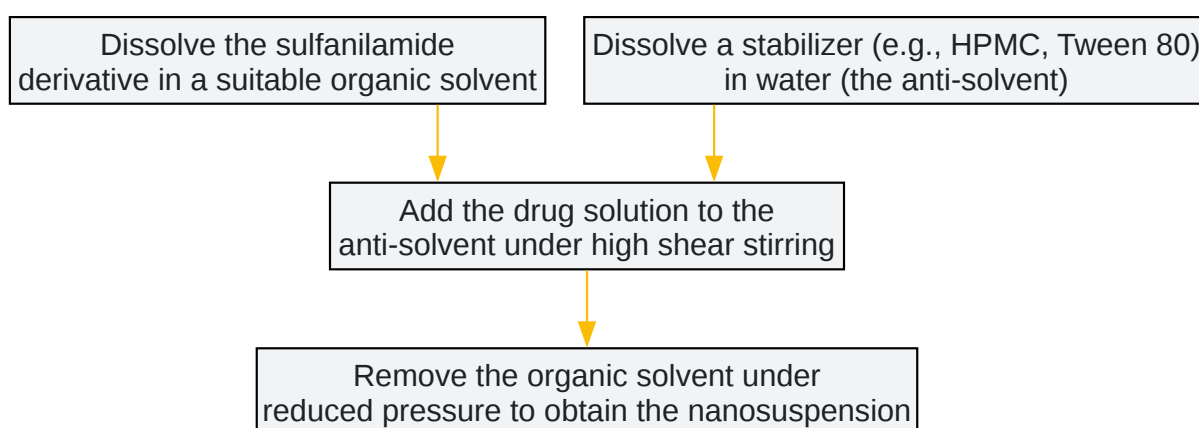 Dissolve the sulfanilamide
derivative in a suitable organic solvent
Dissolve a stabilizer (e.g., HPMC, Tween 80)
in water (the anti-solvent)
Add the drug solution to the
anti-solvent under high shear stirring
Remove the organic solvent under
reduced pressure to obtain the nanosuspension